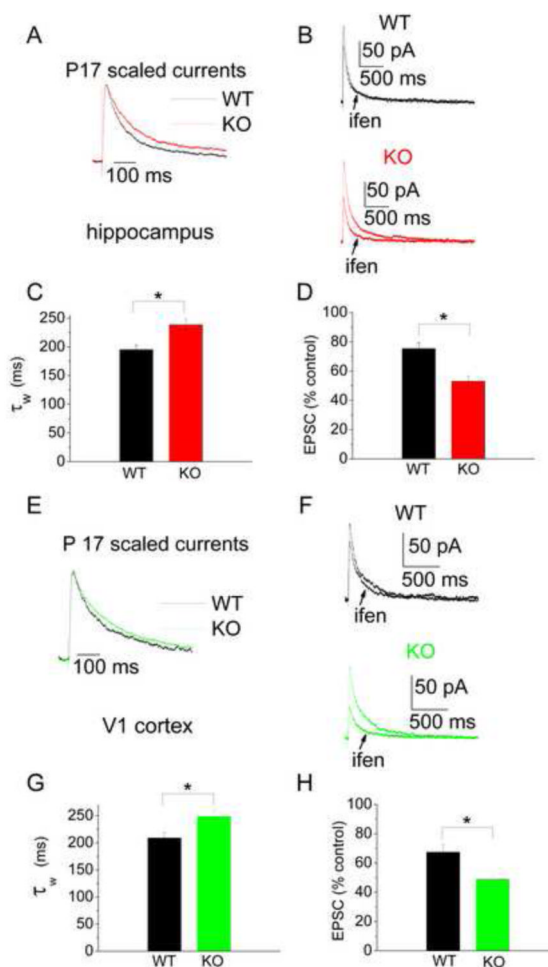 A
P17 scaled currents
WT
KO
100 ms
hippocampus
B
WT
50 pA
500 ms
ifen
KO
50 pA
500 ms
ifen
C
*
250
200
150
100
50
0
τw (ms)
WT
KO
D
*
100
80
60
40
20
0
EPSC (% control)
WT
KO
E
P 17 scaled currents
WT
KO
100 ms
V1 cortex
F
WT
50 pA
500 ms
ifen
KO
50 pA
500 ms
ifen
G
*
250
200
150
100
50
0
τw (ms)
WT
KO
H
*
100
80
60
40
20
0
EPSC (% control)
WT
KO